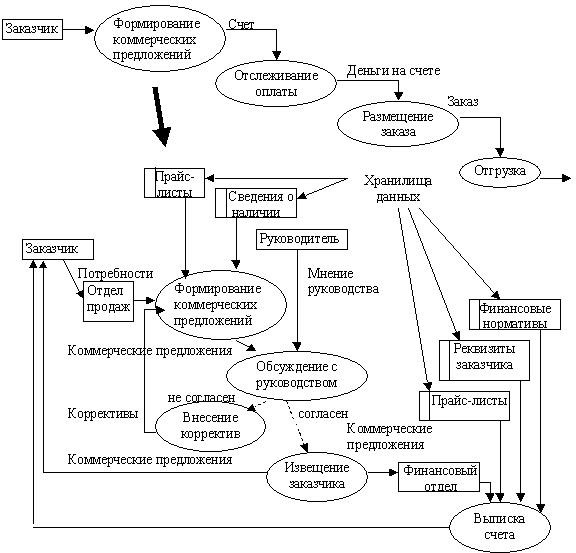 Заказчик
Формирование
коммерческих
предложений
Счет
Отслеживание
оплаты
Деньги на счете
Размещение
заказа
Заказ
Отгрузка
Прайс-
листы
Сведения о
наличии
Хранилища
данных
Заказчик
Руководитель
Потребности
Отдел
продаж
Формирование
коммерческих
предложений
Мнение
руководства
Финансовые
нормативы
Коммерческие предложения
Реквизиты
заказчика
Обсуждение с
руководством
не согласен
Прайс-листы
Коррективы
Внесение
корректив
согласен
Коммерческие
предложения
Коммерческие предложения
Извещение
заказчика
Финансовый
отдел
Выписка
счета